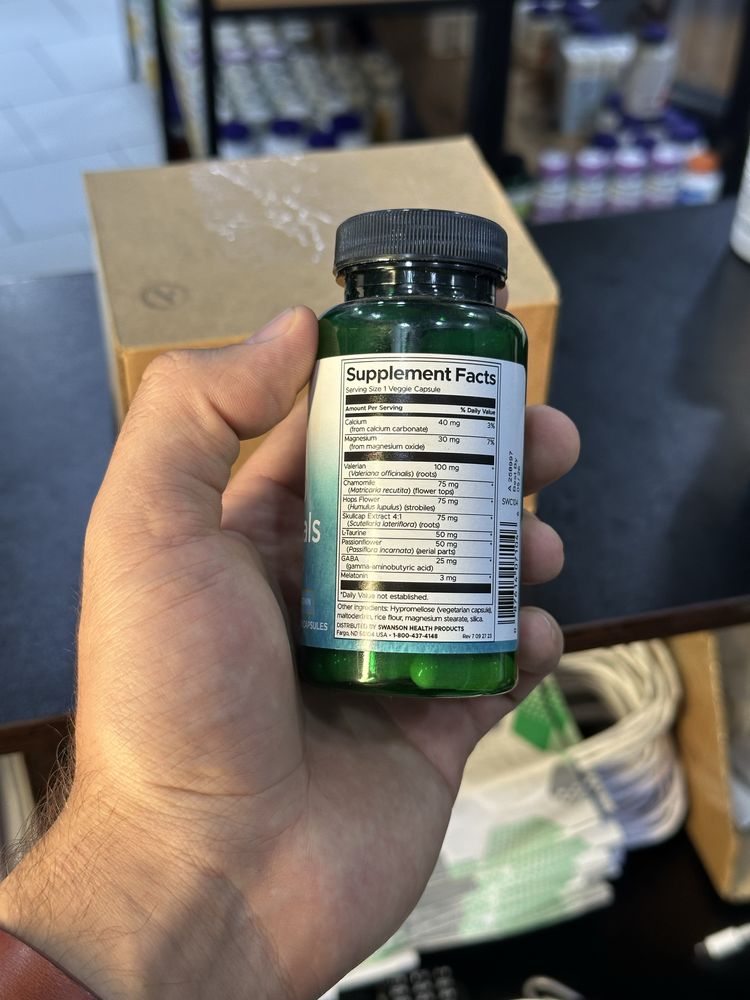 Supplement Facts
Serving Size 1 Veggie Capsule
Amount Per Serving % Daily Value
Calcium 40 mg 3%
(from calcium carbonate)
Magnesium 30 mg 7%
(from magnesium oxide)
Valerian 100 mg *
(Valeriana officinalis) (roots)
Chamomile 75 mg *
(Matricaria recutita) (flower tops)
Hops Flower 75 mg *
(Humulus lupulus) (strobiles)
Skullcap Extract 4:1 75 mg *
(Scutellaria lateriflora) (roots)
L-Taurine 50 mg *
Passionflower 50 mg *
(Passiflora incarnata) (aerial parts)
GABA 25 mg *
(gamma-aminobutyric acid)
Melatonin 3 mg *
*Daily Value not established.
Other ingredients: Hypromellose (vegetarian capsule),
maltodextrin, rice flour, magnesium stearate, silica.
DISTRIBUTED BY SWANSON HEALTH PRODUCTS
Fargo, ND 58104 USA • 1-800-437-4148 Rev 7 09 27 23
als
CAPSULES
Best By